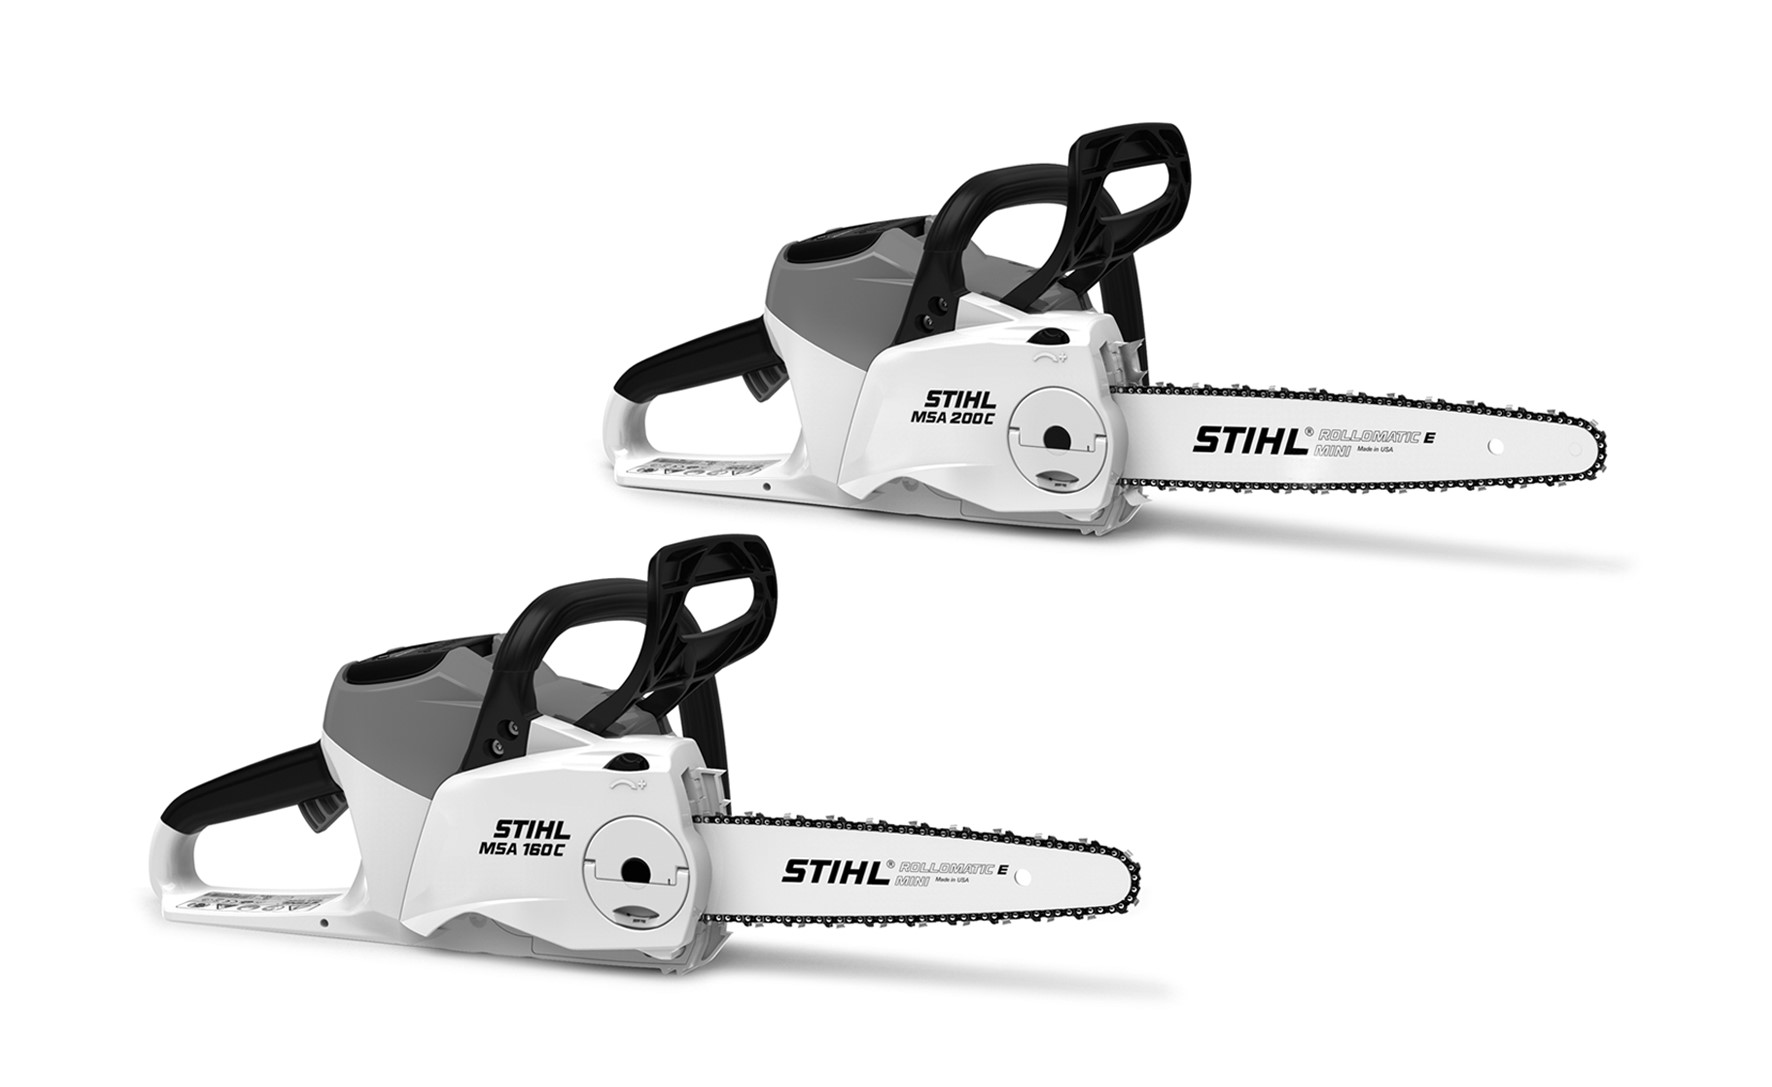 STIHL
MSA 200 C
STIHL® ROLLOMATIC E
MINI Made in USA
STIHL
MSA 160 C
STIHL® ROLLOMATIC E
MINI Made in USA